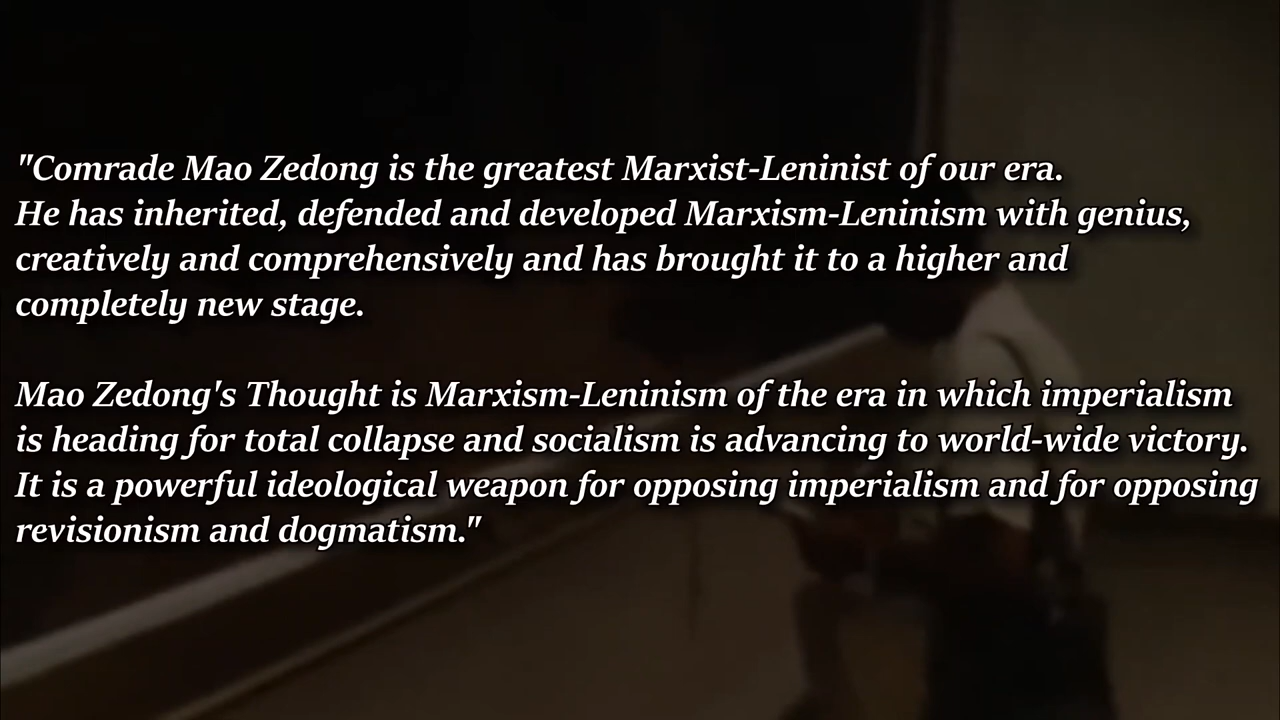 "Comrade Mao Zedong is the greatest Marxist-Leninist of our era.
He has inherited, defended and developed Marxism-Leninism with genius,
creatively and comprehensively and has brought it to a higher and
completely new stage.
Mao Zedong's Thought is Marxism-Leninism of the era in which imperialism
is heading for total collapse and socialism is advancing to world-wide victory.
It is a powerful ideological weapon for opposing imperialism and for opposing
revisionism and dogmatism."